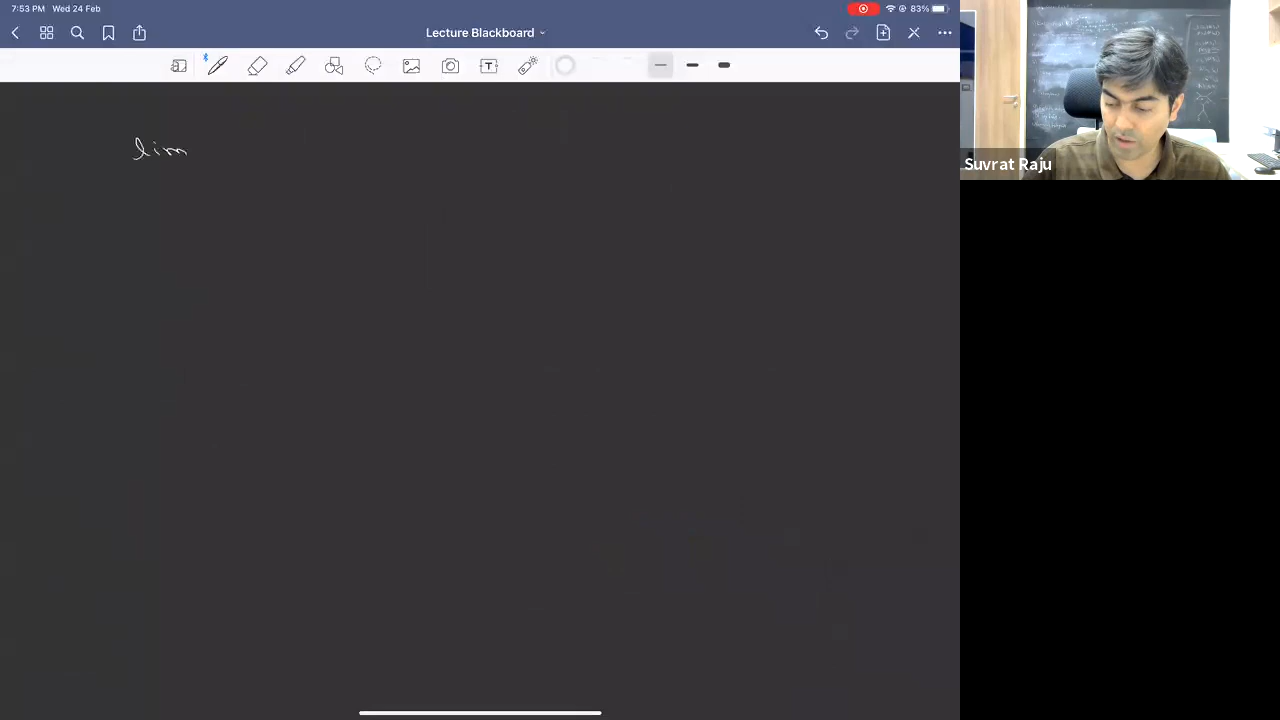 7:53 PM Wed 24 Feb
83%
Lecture Blackboard
T
lim
Suvrat Raju